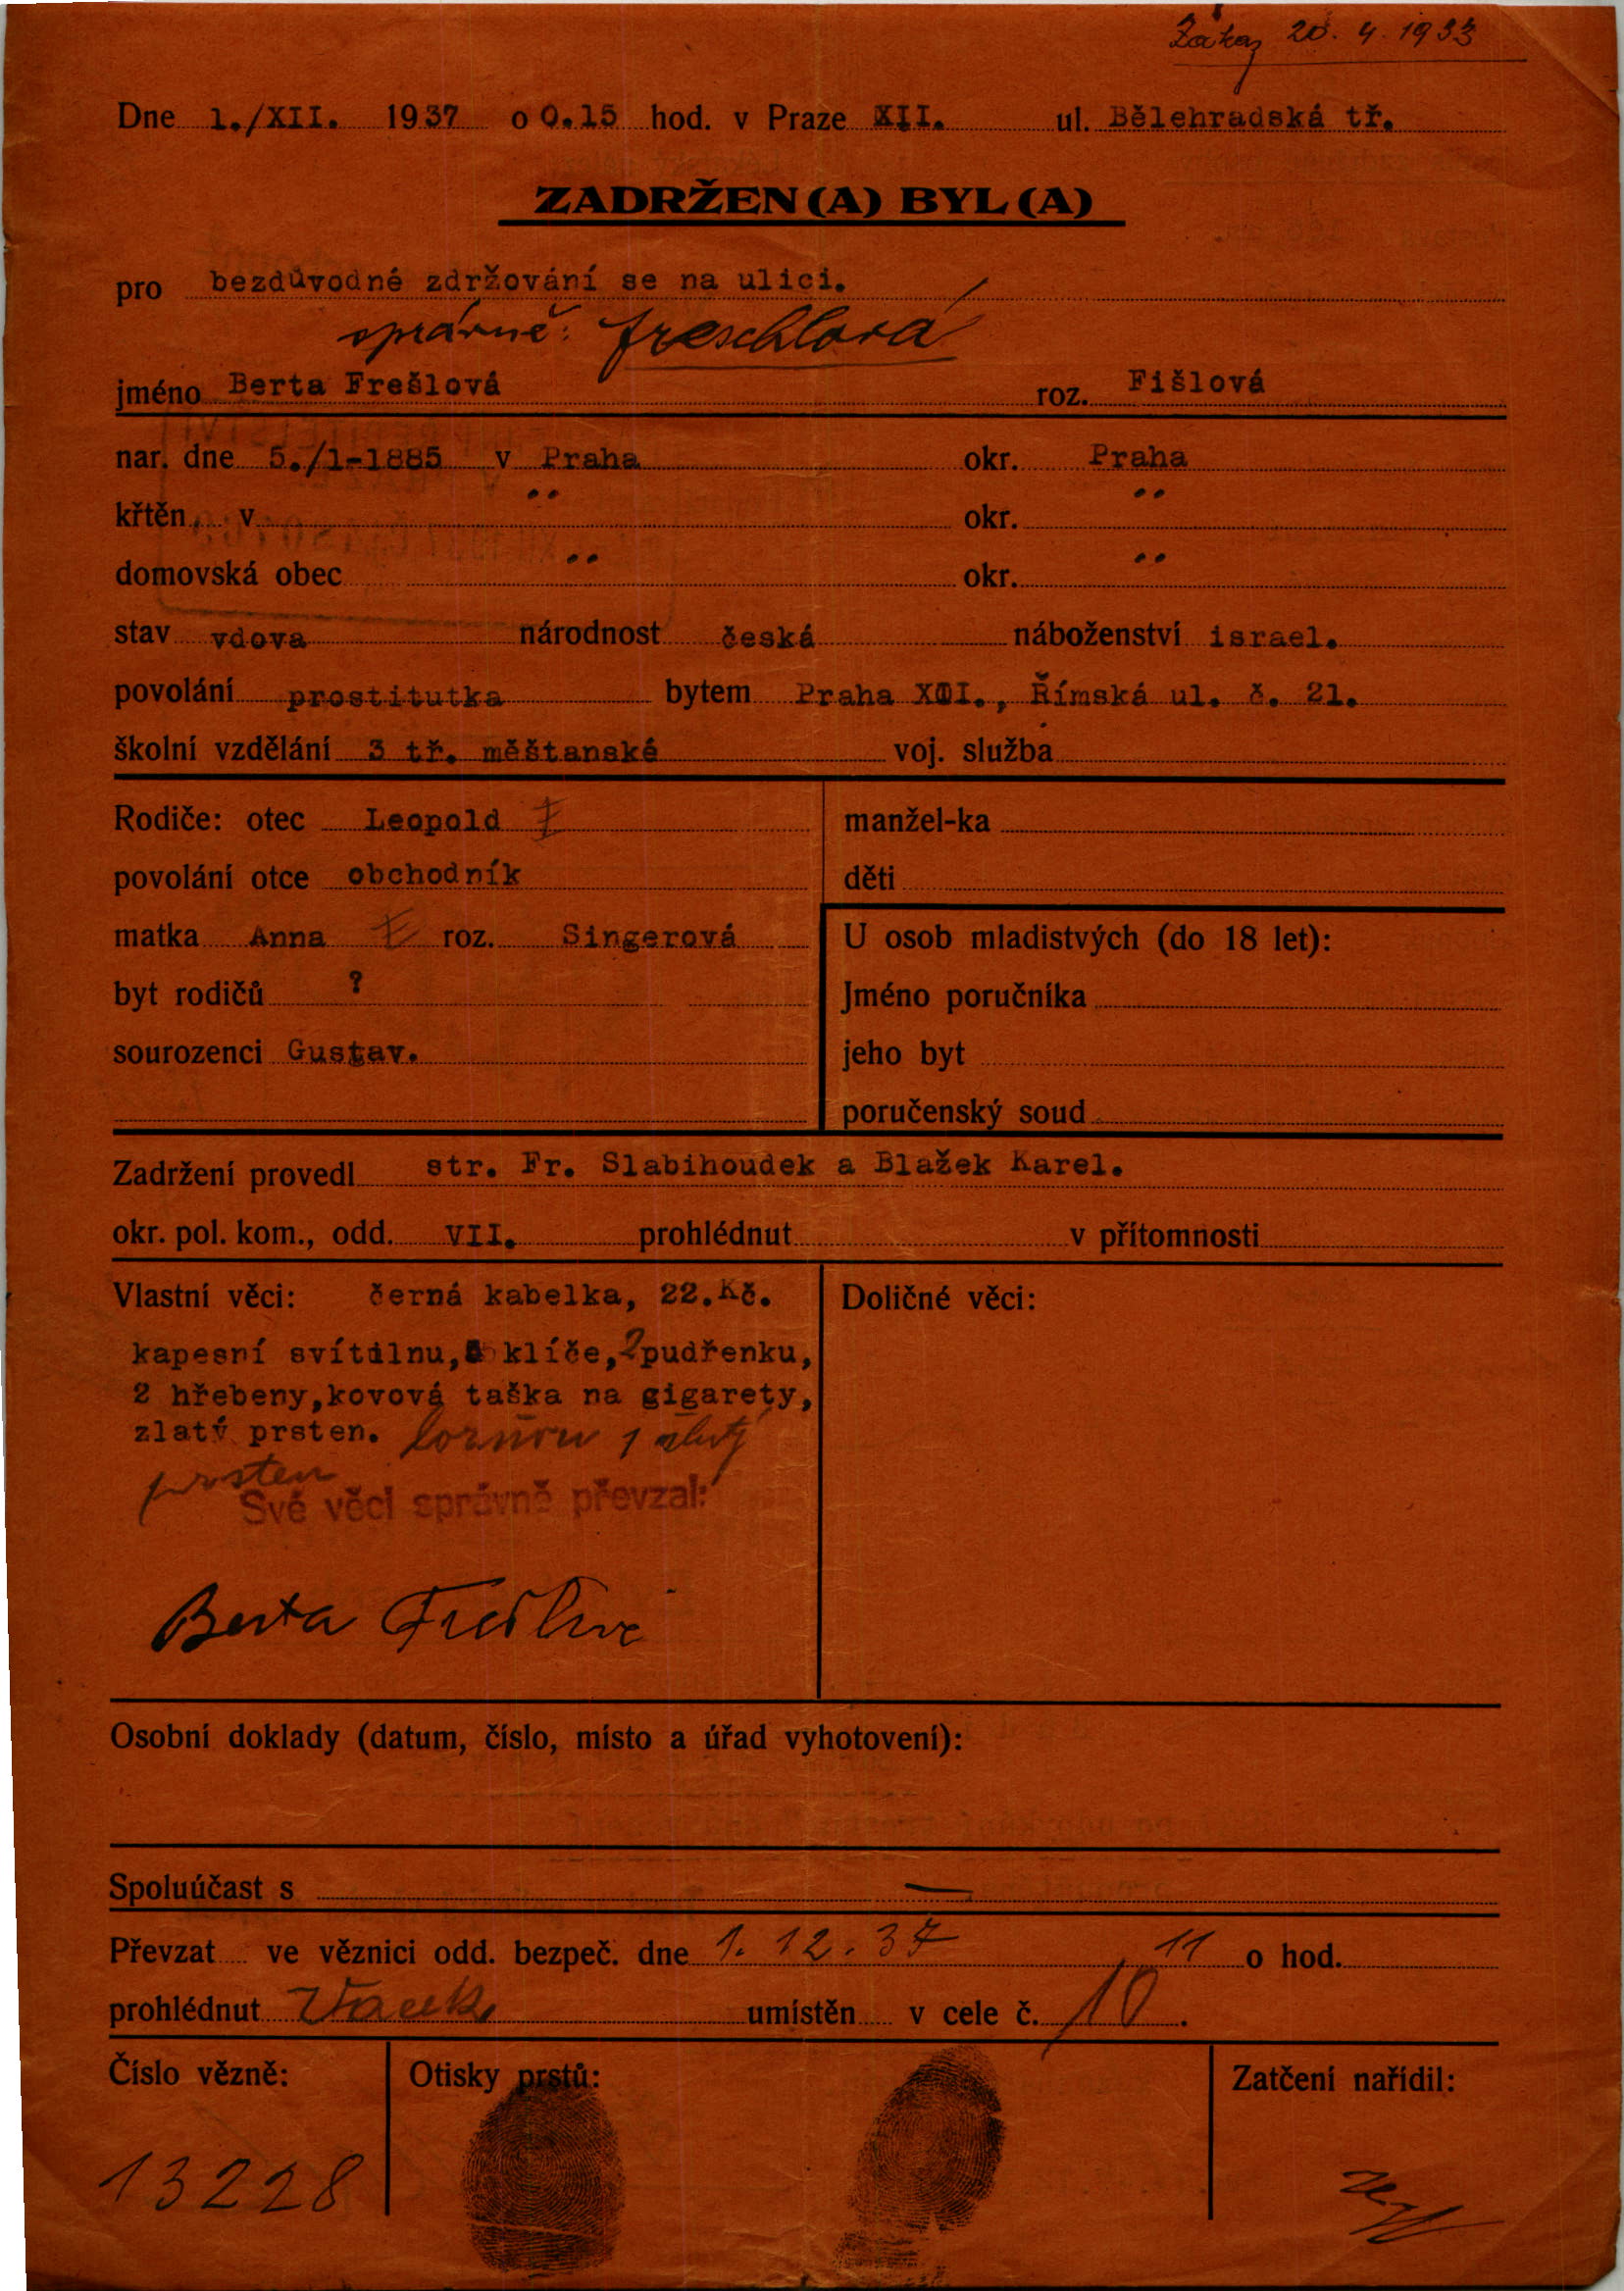 Zákaz 20. 4. 1933
Dne 1./XII. 1937 o 0.15 hod. v Praze XII. ul. Bělehradská tř.
ZADRŽEN(A) BYL(A)
pro bezdůvodné zdržování se na ulici.
správně: Freschlová
jméno Berta Frešlová roz. Fišlová
nar. dne 5./1-1885 v Praha okr. Praha
křtěn v " okr. "
domovská obec " okr. "
stav vdova národnost česká náboženství israel.
povolání prostitutka bytem Praha XII., Římská ul. č. 21.
školní vzdělání 3 tř. měštanské voj. služba
Rodiče: otec Leopold ‡ manžel-ka
povolání otce obchodník děti
matka Anna ‡ roz. Singerová U osob mladistvých (do 18 let):
byt rodičů ? Jméno poručníka
sourozenci Gustav. jeho byt
poručenský soud
Zadržení provedl str. Fr. Slabihoudek a Blažek Karel.
okr. pol. kom., odd. VII. prohlédnut v přítomnosti
Vlastní věci: černá kabelka, 22.Kč. Doličné věci:
kapesní svítilnu, klíče, 2 pudřenku,
2 hřebeny,kovová taška na gigarety,
zlatý prsten. 1 zlutý
prsten
Své věci správně převzal:
Berta Frešlová
Osobní doklady (datum, číslo, místo a úřad vyhotovení):
Spoluúčast s —
Převzat ve věznici odd. bezpeč. dne 1. 12. 37 11 o hod.
prohlédnut umístěn v cele č. 10.
Číslo vězně: Otisky prstů: Zatčení nařídil:
13228